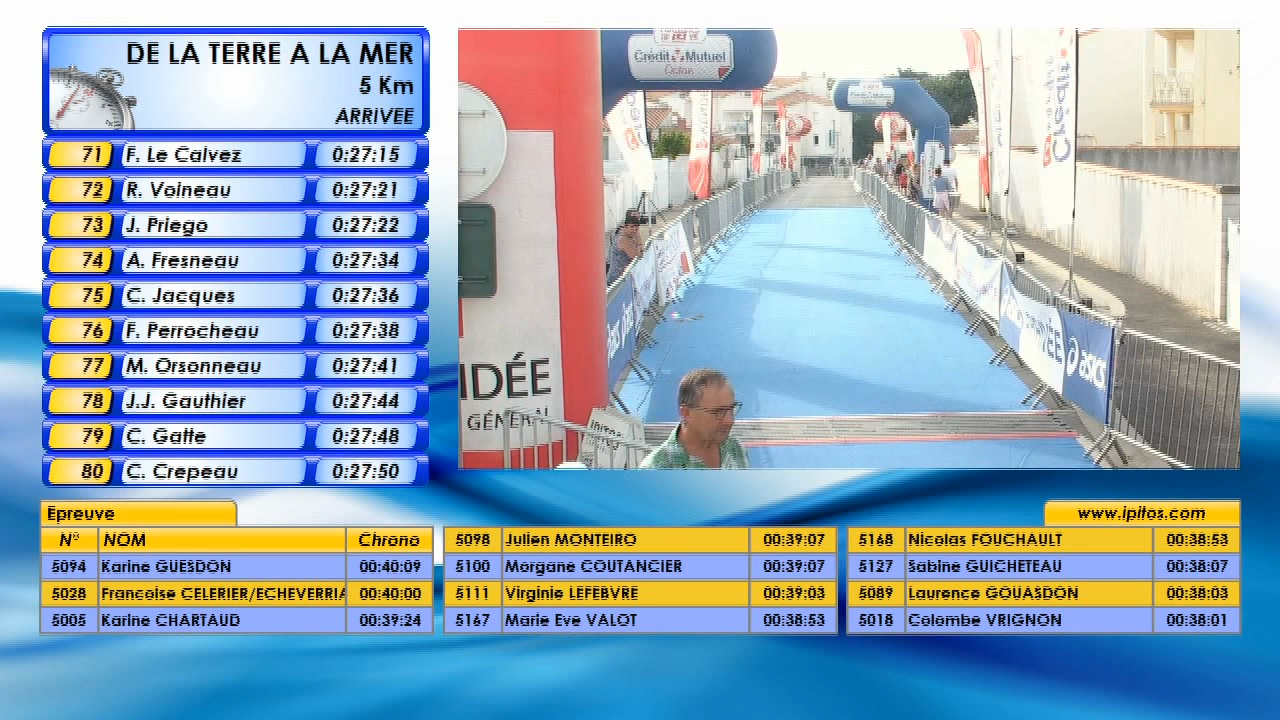 DE LA TERRE A LA MER
5 Km
ARRIVEE
71 F. Le Calvez 0:27:15
72 R. Voineau 0:27:21
73 J. Priego 0:27:22
74 A. Fresneau 0:27:34
75 C. Jacques 0:27:36
76 F. Perrocheau 0:27:38
77 M. Orsonneau 0:27:41
78 J.J. Gauthier 0:27:44
79 C. Gatte 0:27:48
80 C. Crepeau 0:27:50
Crédit Mutuel
Océan
Crédit Mutuel
IDÉE
GÉNÉRAL
asics
Epreuve
www.ipitos.com
N° NOM Chrono
5094 Karine GUESDON 00:40:09
5028 Francoise CELERIER/ECHEVERRIA 00:40:00
5005 Karine CHARTAUD 00:39:24
5098 Julien MONTEIRO 00:39:07
5100 Morgane COUTANCIER 00:39:07
5111 Virginie LEFEBVRE 00:39:03
5167 Marie Eve VALOT 00:38:53
5168 Nicolas FOUCHAULT 00:38:53
5127 Sabine GUICHETEAU 00:38:07
5089 Laurence GOUASDON 00:38:03
5018 Colombe VRIGNON 00:38:01